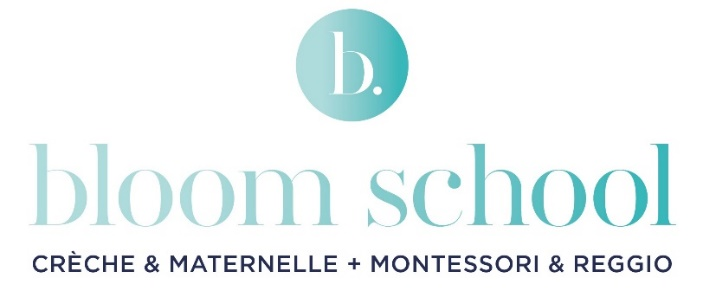 b.
bloom school
CRÈCHE & MATERNELLE + MONTESSORI & REGGIO